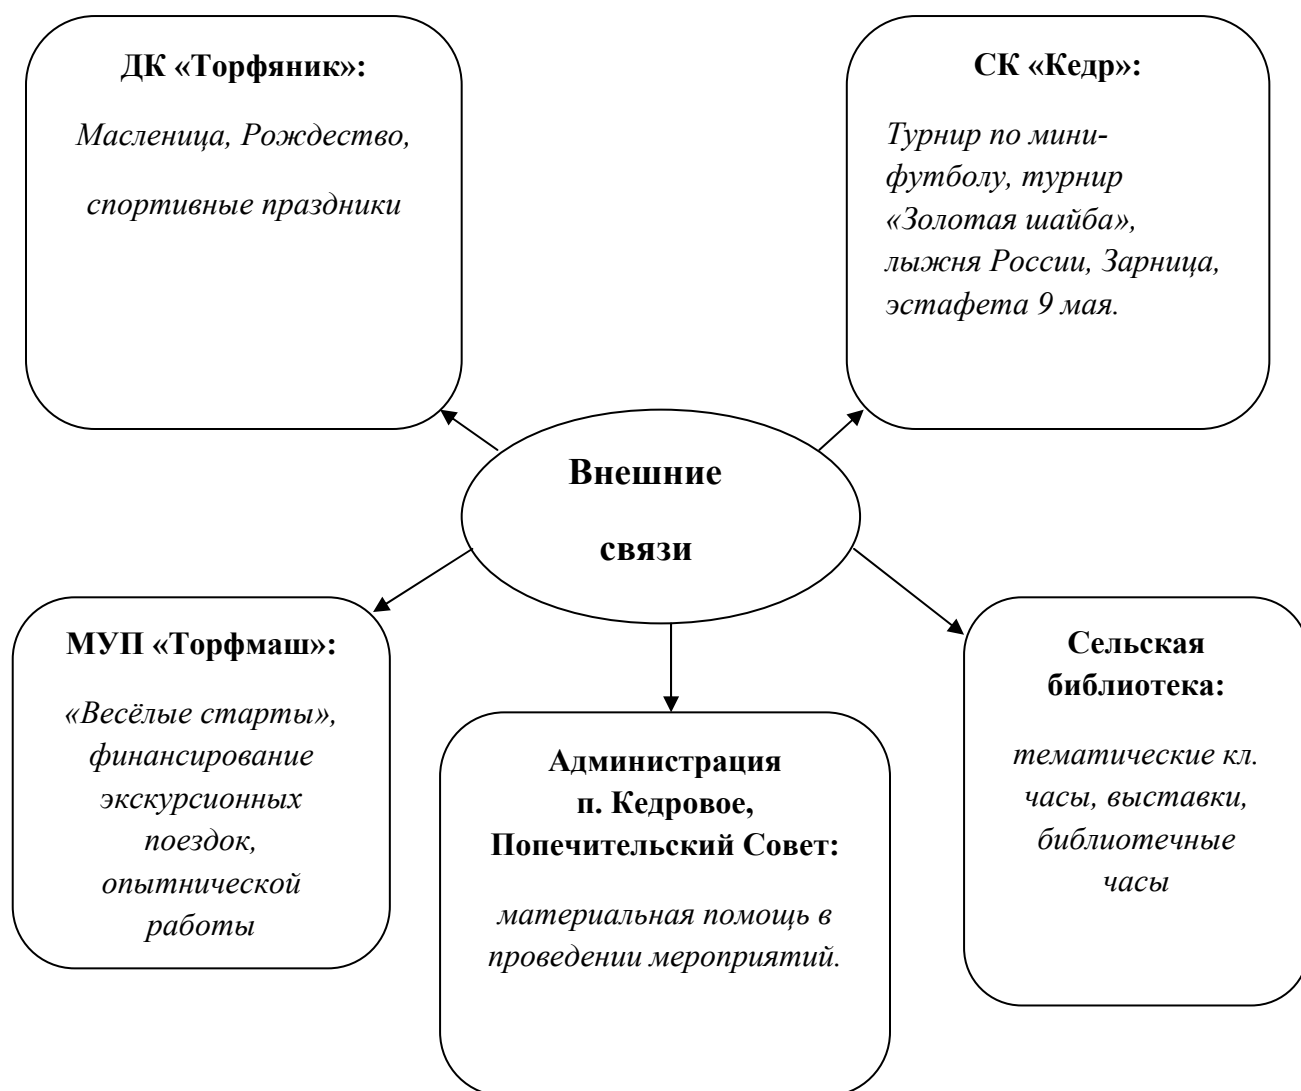 ДК «Торфяник»:
Масленица, Рождество,
спортивные праздники
СК «Кедр»:
Турнир по мини-
футболу, турнир
«Золотая шайба»,
лыжня России, Зарница,
эстафета 9 мая.
Внешние
связи
МУП «Торфмаш»:
«Весёлые старты»,
финансирование
экскурсионных
поездок,
опытнической
работы
Администрация
п. Кедровое,
Попечительский Совет:
материальная помощь в
проведении мероприятий.
Сельская
библиотека:
тематические кл.
часы, выставки,
библиотечные
часы